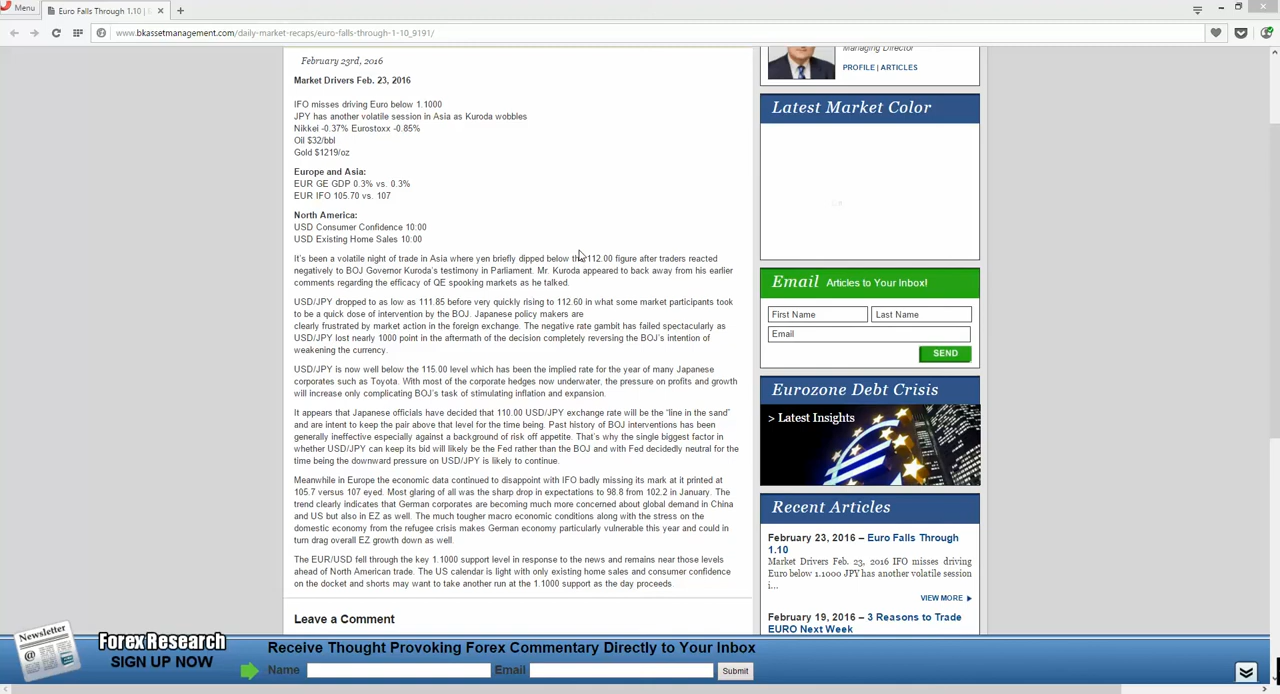 Menu
Euro Falls Through 1.10 |
www.bkassetmanagement.com/daily-market-recaps/euro-falls-through-1-10_9191/
February 23rd, 2016
Market Drivers Feb. 23, 2016
IFO misses driving Euro below 1.1000
JPY has another volatile session in Asia as Kuroda wobbles
Nikkei -0.37% Eurostoxx -0.85%
Oil $32/bbl
Gold $1219/oz
Europe and Asia:
EUR GE GDP 0.3% vs. 0.3%
EUR IFO 105.70 vs. 107
North America:
USD Consumer Confidence 10:00
USD Existing Home Sales 10:00
It's been a volatile night of trade in Asia where yen briefly dipped below the 112.00 figure after traders reacted
negatively to BOJ Governor Kuroda's testimony in Parliament. Mr. Kuroda appeared to back away from his earlier
comments regarding the efficacy of QE spooking markets as he talked.
USD/JPY dropped to as low as 111.85 before very quickly rising to 112.60 in what some market participants took
to be a quick dose of intervention by the BOJ. Japanese policy makers are
clearly frustrated by market action in the foreign exchange. The negative rate gambit has failed spectacularly as
USD/JPY lost nearly 1000 point in the aftermath of the decision completely reversing the BOJ's intention of
weakening the currency.
USD/JPY is now well below the 115.00 level which has been the implied rate for the year of many Japanese
corporates such as Toyota. With most of the corporate hedges now underwater, the pressure on profits and growth
will increase only complicating BOJ's task of stimulating inflation and expansion.
It appears that Japanese officials have decided that 110.00 USD/JPY exchange rate will be the "line in the sand"
and are intent to keep the pair above that level for the time being. Past history of BOJ interventions has been
generally ineffective especially against a background of risk off appetite. That's why the single biggest factor in
whether USD/JPY can keep its bid will likely be the Fed rather than the BOJ and with Fed decidedly neutral for the
time being the downward pressure on USD/JPY is likely to continue.
Meanwhile in Europe the economic data continued to disappoint with IFO badly missing its mark at it printed at
105.7 versus 107 eyed. Most glaring of all was the sharp drop in expectations to 98.8 from 102.2 in January. The
trend clearly indicates that German corporates are becoming much more concerned about global demand in China
and US but also in EZ as well. The much tougher macro economic conditions along with the stress on the
domestic economy from the refugee crisis makes German economy particularly vulnerable this year and could in
turn drag overall EZ growth down as well.
The EUR/USD fell through the key 1.1000 support level in response to the news and remains near those levels
ahead of North American trade. The US calendar is light with only existing home sales and consumer confidence
on the docket and shorts may want to take another run at the 1.1000 support as the day proceeds
Leave a Comment
Managing Director
PROFILE | ARTICLES
Latest Market Color
Email Articles to Your Inbox!
First Name
Last Name
Email
SEND
Eurozone Debt Crisis
> Latest Insights
Recent Articles
February 23, 2016 – Euro Falls Through
1.10
Market Drivers Feb. 23, 2016 IFO misses driving
Euro below 1.1000 JPY has another volatile session
i...
VIEW MORE
February 19, 2016 – 3 Reasons to Trade
EURO Next Week
Newsletter
Forex Research
SIGN UP NOW
Receive Thought Provoking Forex Commentary Directly to Your Inbox
Name
Email
Submit